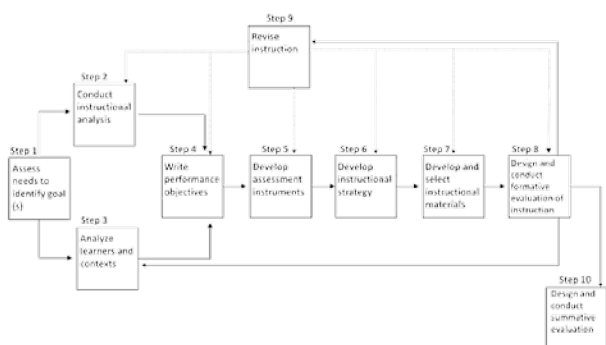 Step 9
Revise
instruction
Step 2
Conduct
instructional
analysis
Step 1
Assess
needs to
identify goal
(s)
Step 4
Write
performance
objectives
Step 5
Develop
assessment
instruments
Step 6
Develop
instructional
strategy
Step 7
Develop and
select
instructional
materials
Step 8
Design and
conduct
formative
evaluation of
instruction
Step 3
Analyze
learners and
contexts
Step 10
Design and
conduct
summative
evaluation